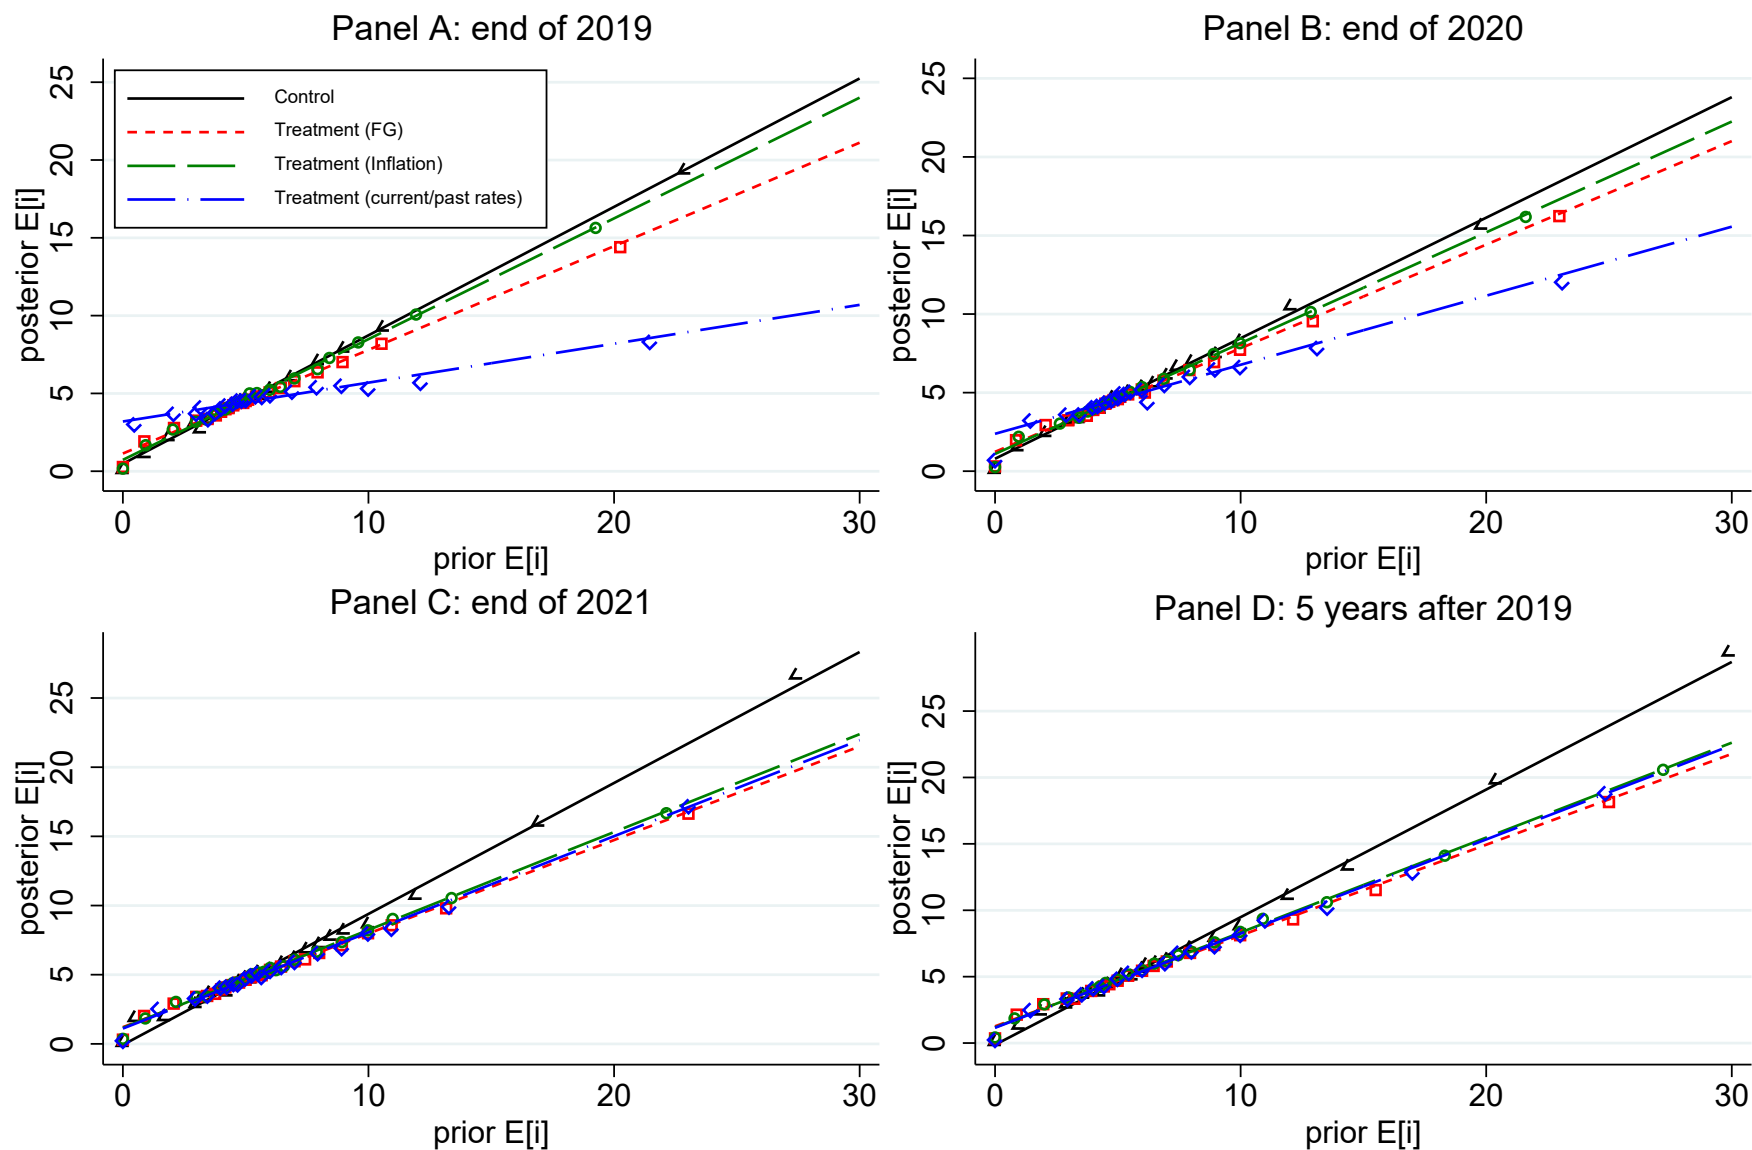 Panel A: end of 2019
Control
Treatment (FG)
Treatment (Inflation)
Treatment (current/past rates)
posterior E[i]
0 5 10 15 20 25
0 10 20 30
prior E[i]
Panel B: end of 2020
posterior E[i]
0 5 10 15 20 25
0 10 20 30
prior E[i]
Panel C: end of 2021
posterior E[i]
0 5 10 15 20 25
0 10 20 30
prior E[i]
Panel D: 5 years after 2019
posterior E[i]
0 5 10 15 20 25
0 10 20 30
prior E[i]